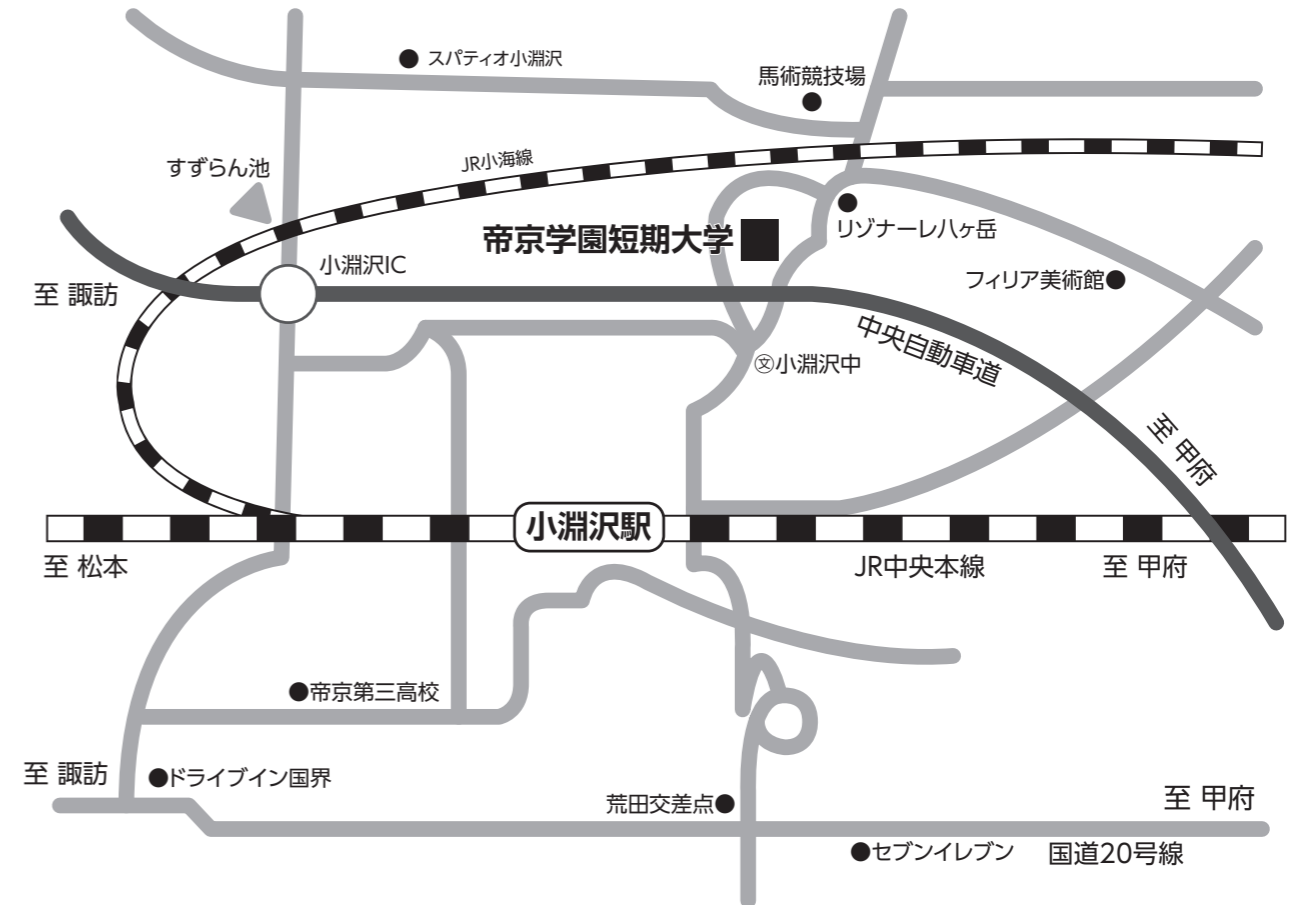 スパティオ小淵沢
馬術競技場
すずらん池
JR小海線
帝京学園短期大学
リゾナーレ八ヶ岳
小淵沢IC
フィリア美術館
至 諏訪
中央自動車道
㊫小淵沢中
至 甲府
小淵沢駅
至 松本
JR中央本線
至 甲府
帝京第三高校
至 諏訪
ドライブイン国界
荒田交差点
至 甲府
セブンイレブン
国道20号線